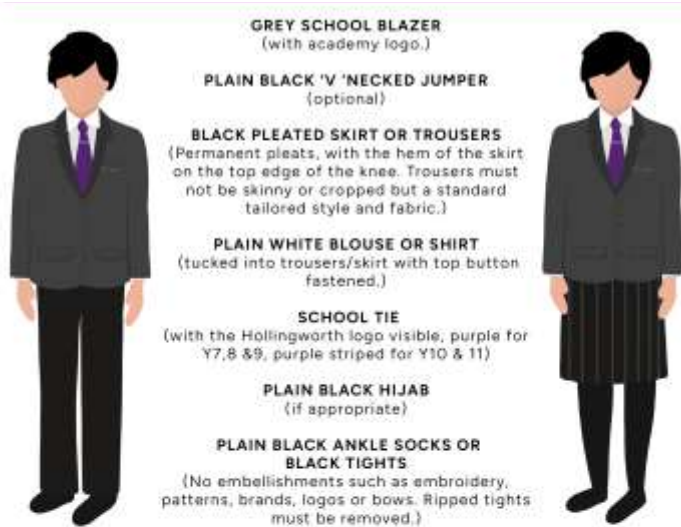 GREY SCHOOL BLAZER
(with academy logo.)
PLAIN BLACK 'V 'NECKED JUMPER
(optional)
BLACK PLEATED SKIRT OR TROUSERS
(Permanent pleats, with the hem of the skirt
on the top edge of the knee. Trousers must
not be skinny or cropped but a standard
tailored style and fabric.)
PLAIN WHITE BLOUSE OR SHIRT
(tucked into trousers/skirt with top button
fastened.)
SCHOOL TIE
(with the Hollingworth logo visible, purple for
Y7,8 &9, purple striped for Y10 & 11)
PLAIN BLACK HIJAB
(if appropriate)
PLAIN BLACK ANKLE SOCKS OR
BLACK TIGHTS
(No embellishments such as embroidery,
patterns, brands, logos or bows. Ripped tights
must be removed.)